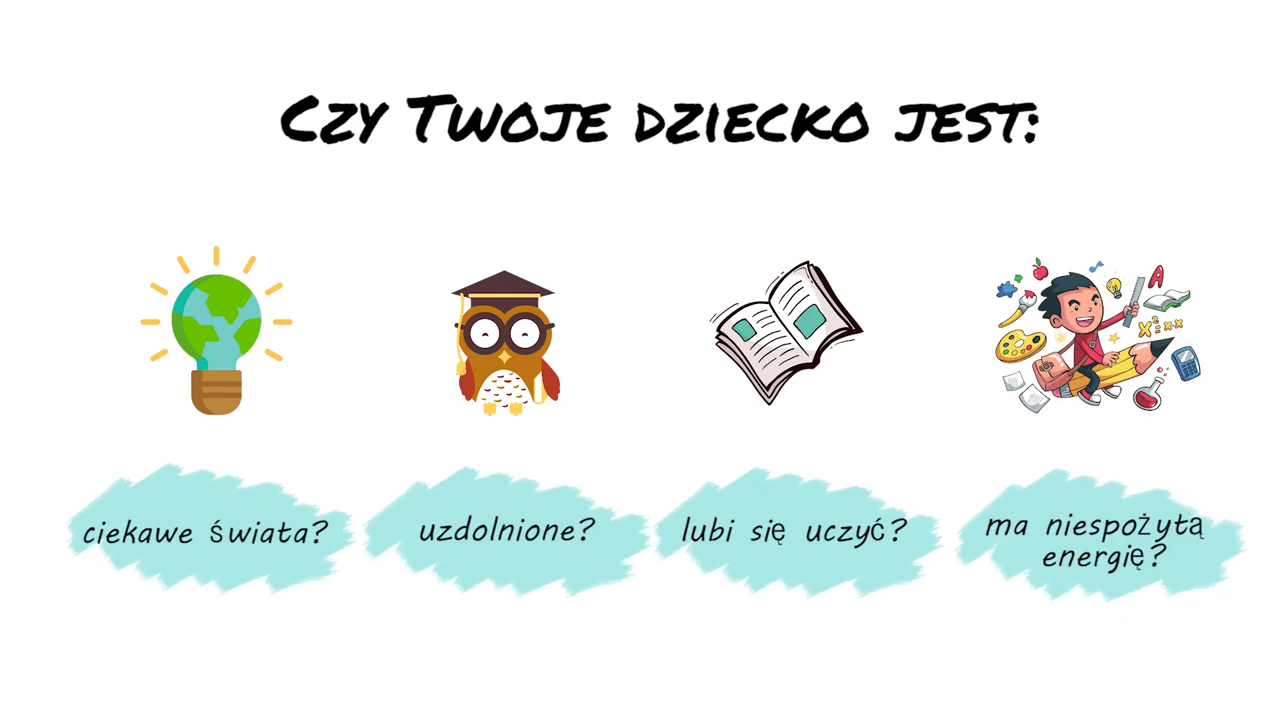 Czy Twoje dziecko jest:
ciekawe świata?
uzdolnione?
lubi się uczyć?
ma niespożytą
energię?